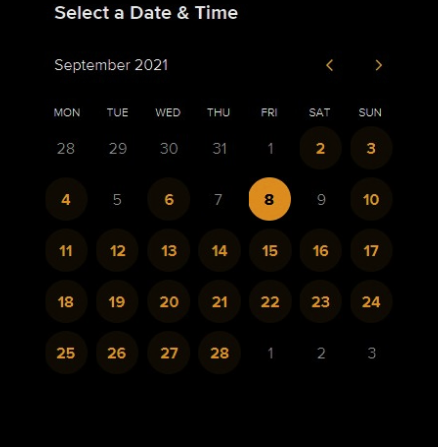 Select a Date & Time
September 2021
MON TUE WED THU FRI SAT SUN
28 29 30 31 1 2 3
4 5 6 7 8 9 10
11 12 13 14 15 16 17
18 19 20 21 22 23 24
25 26 27 28 1 2 3